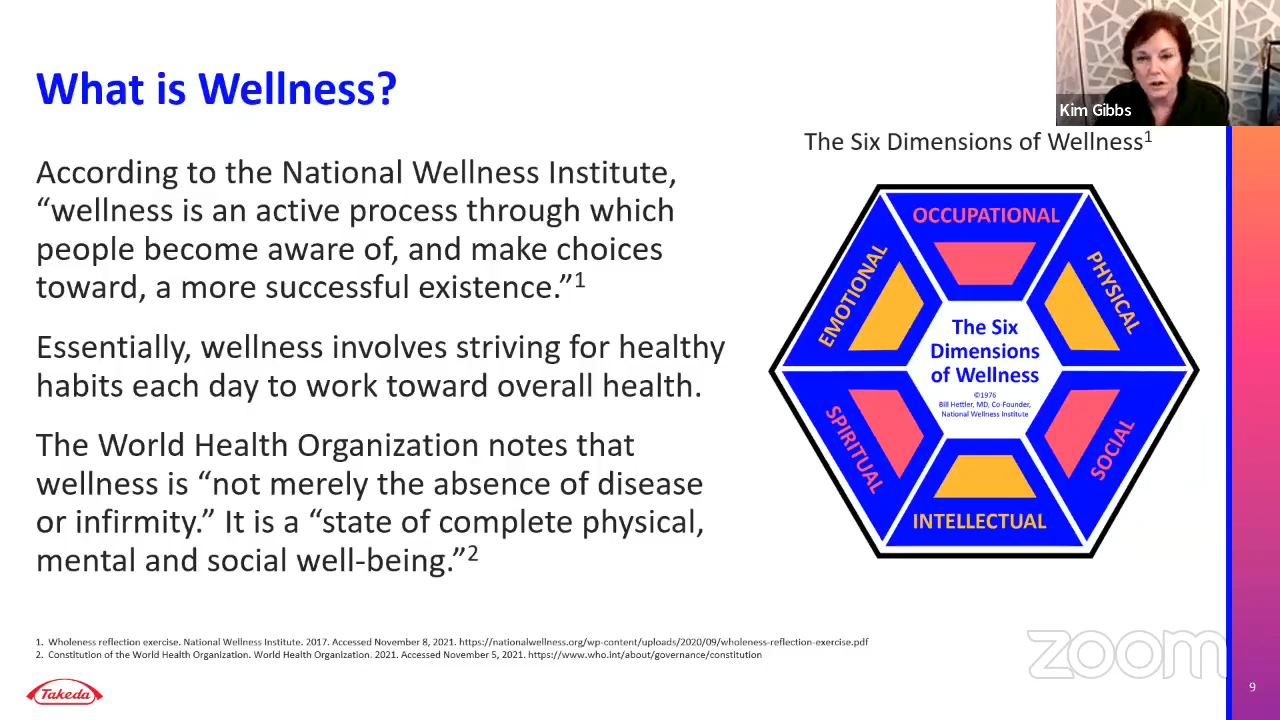 Kim Gibbs
What is Wellness?
According to the National Wellness Institute,
“wellness is an active process through which
people become aware of, and make choices
toward, a more successful existence.”1
Essentially, wellness involves striving for healthy
habits each day to work toward overall health.
The World Health Organization notes that
wellness is “not merely the absence of disease
or infirmity.” It is a “state of complete physical,
mental and social well-being.”2
The Six Dimensions of Wellness1
OCCUPATIONAL
EMOTIONAL
PHYSICAL
The Six
Dimensions
of Wellness
©1976
Bill Hettler, MD, Co-Founder,
National Wellness Institute
SPIRITUAL
SOCIAL
INTELLECTUAL
1. Wholeness reflection exercise. National Wellness Institute. 2017. Accessed November 8, 2021. https://nationalwellness.org/wp-content/uploads/2020/09/wholeness-reflection-exercise.pdf
2. Constitution of the World Health Organization. World Health Organization. 2021. Accessed November 5, 2021. https://www.who.int/about/governance/constitution
zoom
Takeda
9